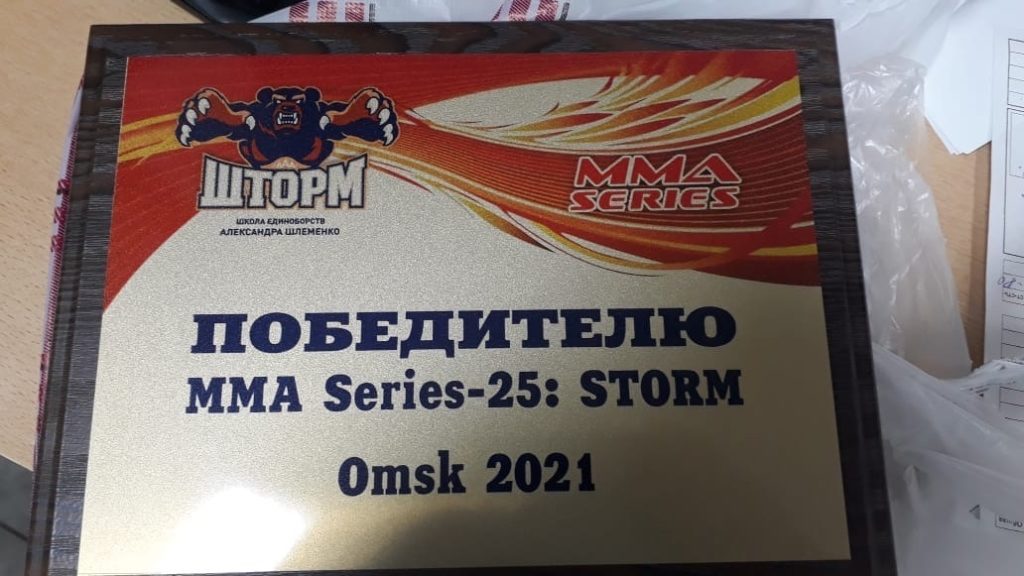 ШТОРМ
ШКОЛА ЕДИНОБОРСТВ
АЛЕКСАНДРА ШЛЕМЕНКО
MMA
SERIES
ПОБЕДИТЕЛЮ
MMA Series-25: STORM
Omsk 2021